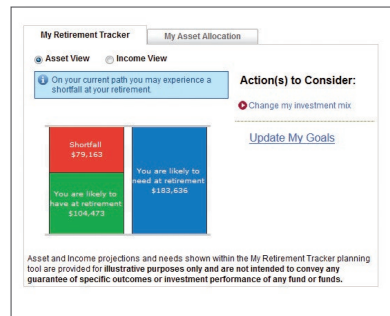 My Retirement Tracker
My Asset Allocation
Asset View
Income View
On your current path you may experience a
shortfall at your retirement.
Action(s) to Consider:
Change my investment mix
Update My Goals
Shortfall
$79,163
You are likely to
have at retirement
$104,473
You are likely to
need at retirement
$183,636
Asset and Income projections and needs shown within the My Retirement Tracker planning
tool are provided for illustrative purposes only and are not intended to convey any
guarantee of specific outcomes or investment performance of any fund or funds.